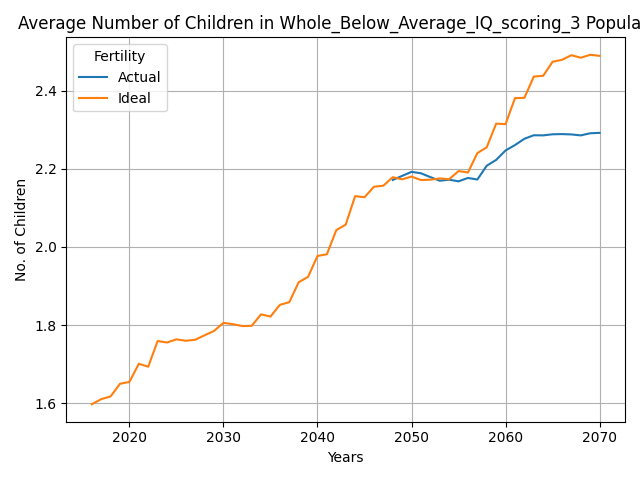 Average Number of Children in Whole_Below_Average_IQ_scoring_3 Popula
Fertility
Actual
Ideal
No. of Children
2.4
2.2
2.0
1.8
1.6
2020 2030 2040 2050 2060 2070
Years